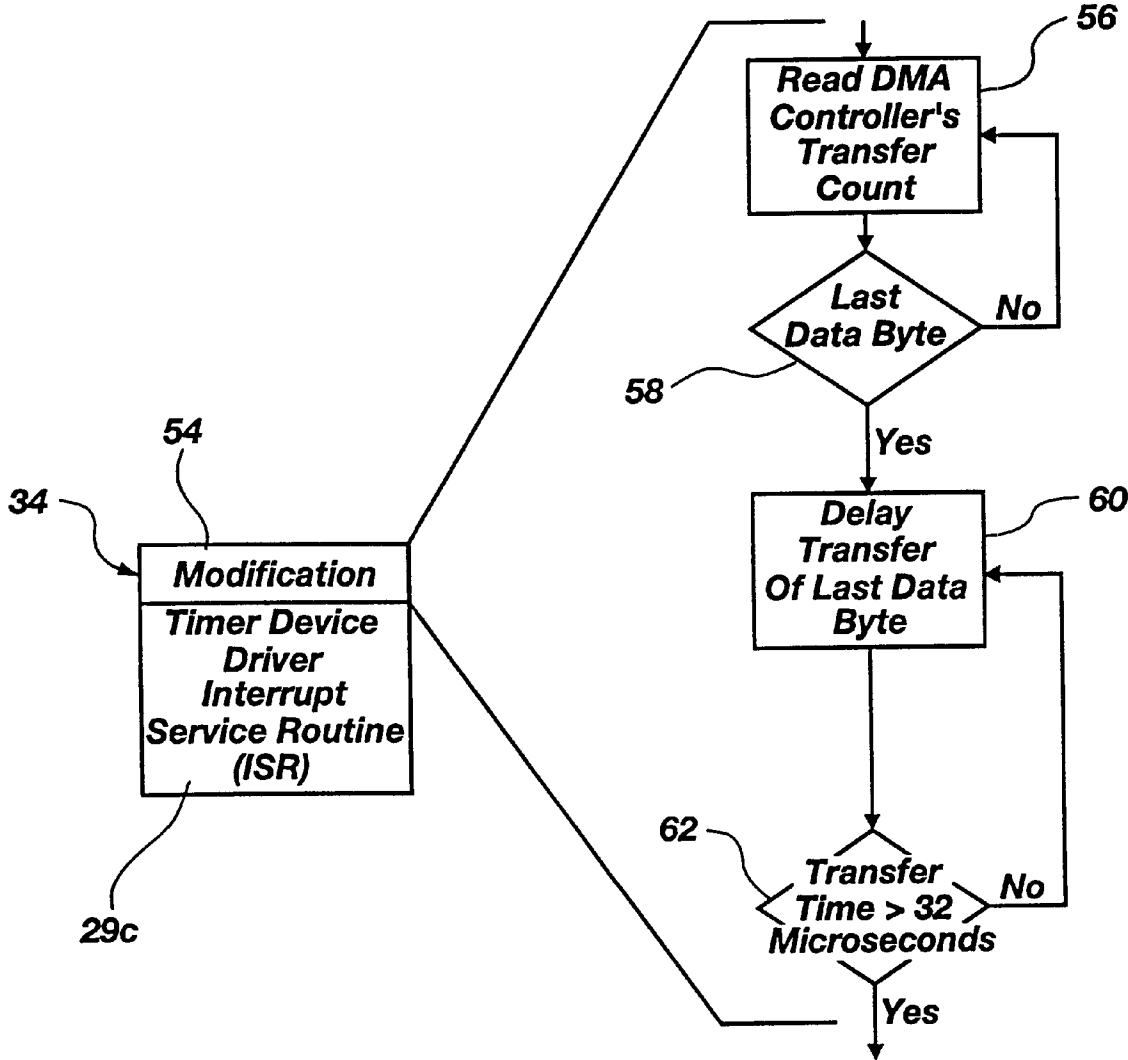 56
Read DMA
Controller's
Transfer
Count
Last
Data Byte
No
58
Yes
54
34
Modification
Timer Device
Driver
Interrupt
Service Routine
(ISR)
29c
60
Delay
Transfer
Of Last Data
Byte
62
Transfer
Time > 32
Microseconds
No
Yes